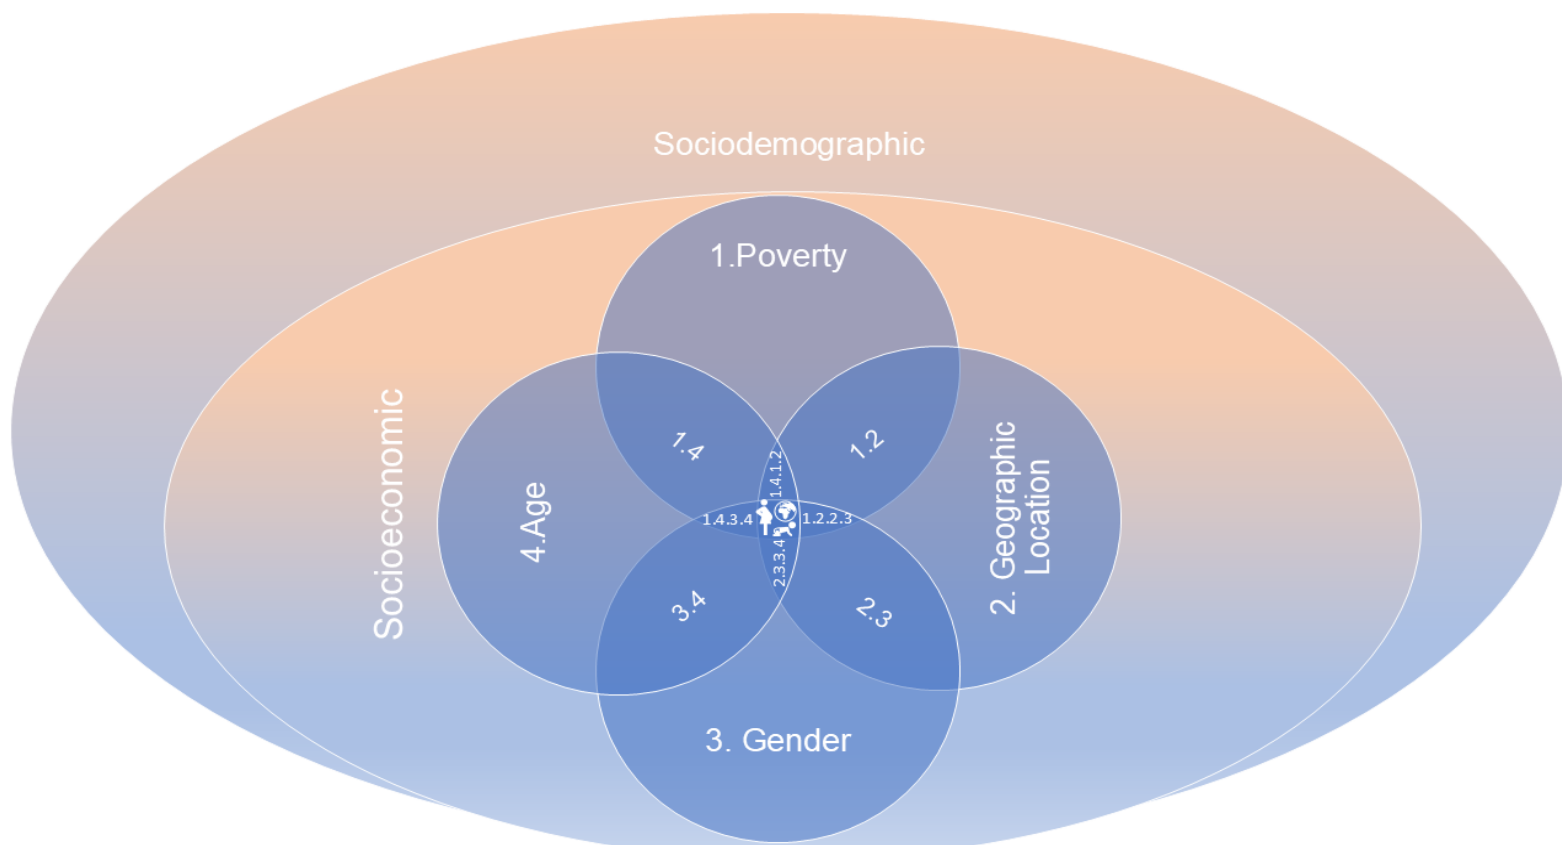 Sociodemographic
1.Poverty
Socioeconomic
1.4
1.2
1.4.1.2
4.Age
1.4.3.4
1.2.2.3
2. Geographic
Location
2.3.3.4
3.4
2.3
3. Gender